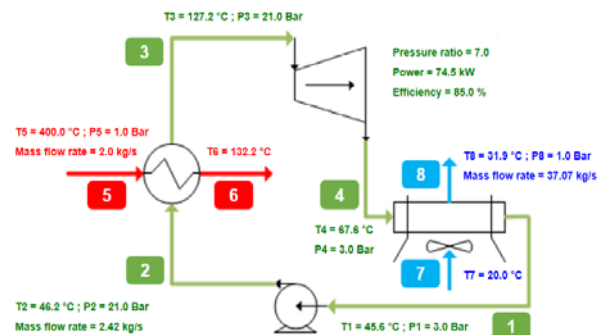 T3 = 127.2 °C ; P3 = 21.0 Bar
3
Pressure ratio = 7.0
Power = 74.5 kW
Efficiency = 85.0 %
T5 = 400.0 °C ; P5 = 1.0 Bar
Mass flow rate = 2.0 kg/s
T6 = 132.2 °C
5
6
T8 = 31.9 °C ; P8 = 1.0 Bar
Mass flow rate = 37.07 kg/s
4
8
T4 = 67.6 °C
P4 = 3.0 Bar
2
7
T7 = 20.0 °C
T2 = 46.2 °C ; P2 = 21.0 Bar
Mass flow rate = 2.42 kg/s
T1 = 45.6 °C ; P1 = 3.0 Bar
1